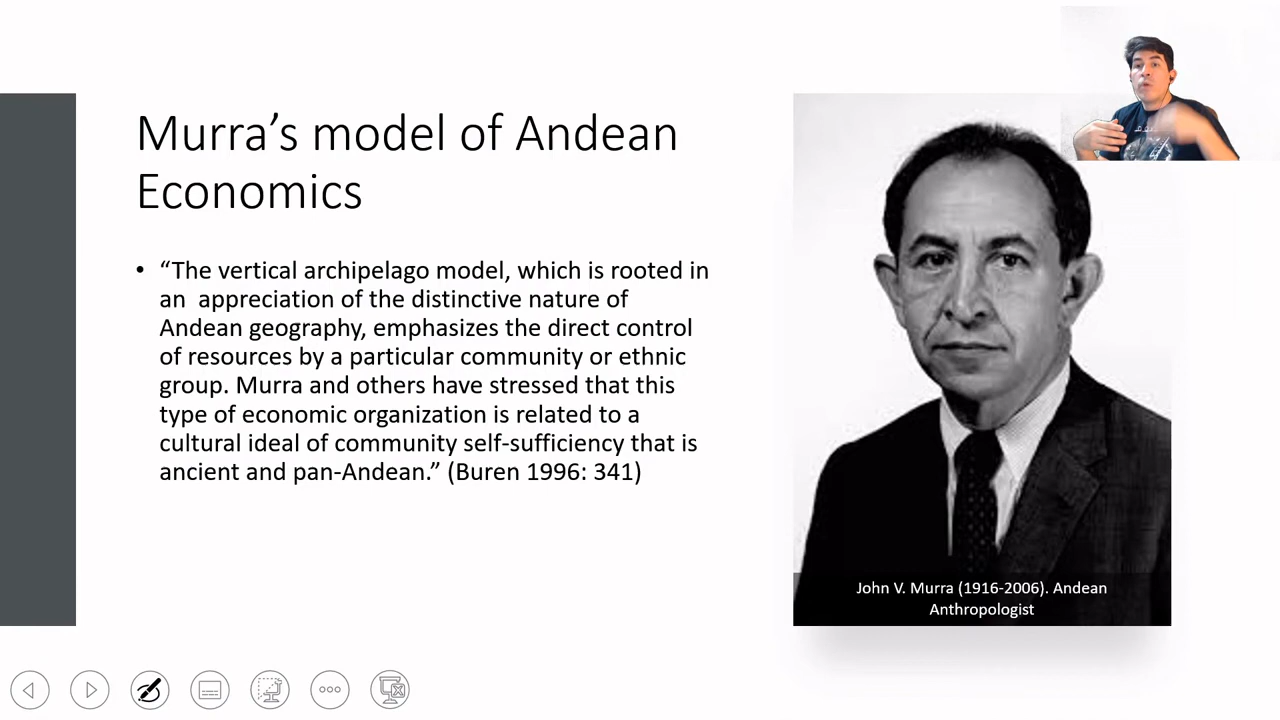 Murra’s model of Andean
Economics
• “The vertical archipelago model, which is rooted in
an  appreciation of the distinctive nature of
Andean geography, emphasizes the direct control
of resources by a particular community or ethnic
group. Murra and others have stressed that this
type of economic organization is related to a
cultural ideal of community self-sufficiency that is
ancient and pan-Andean.” (Buren 1996: 341)
John V. Murra (1916-2006). Andean
Anthropologist